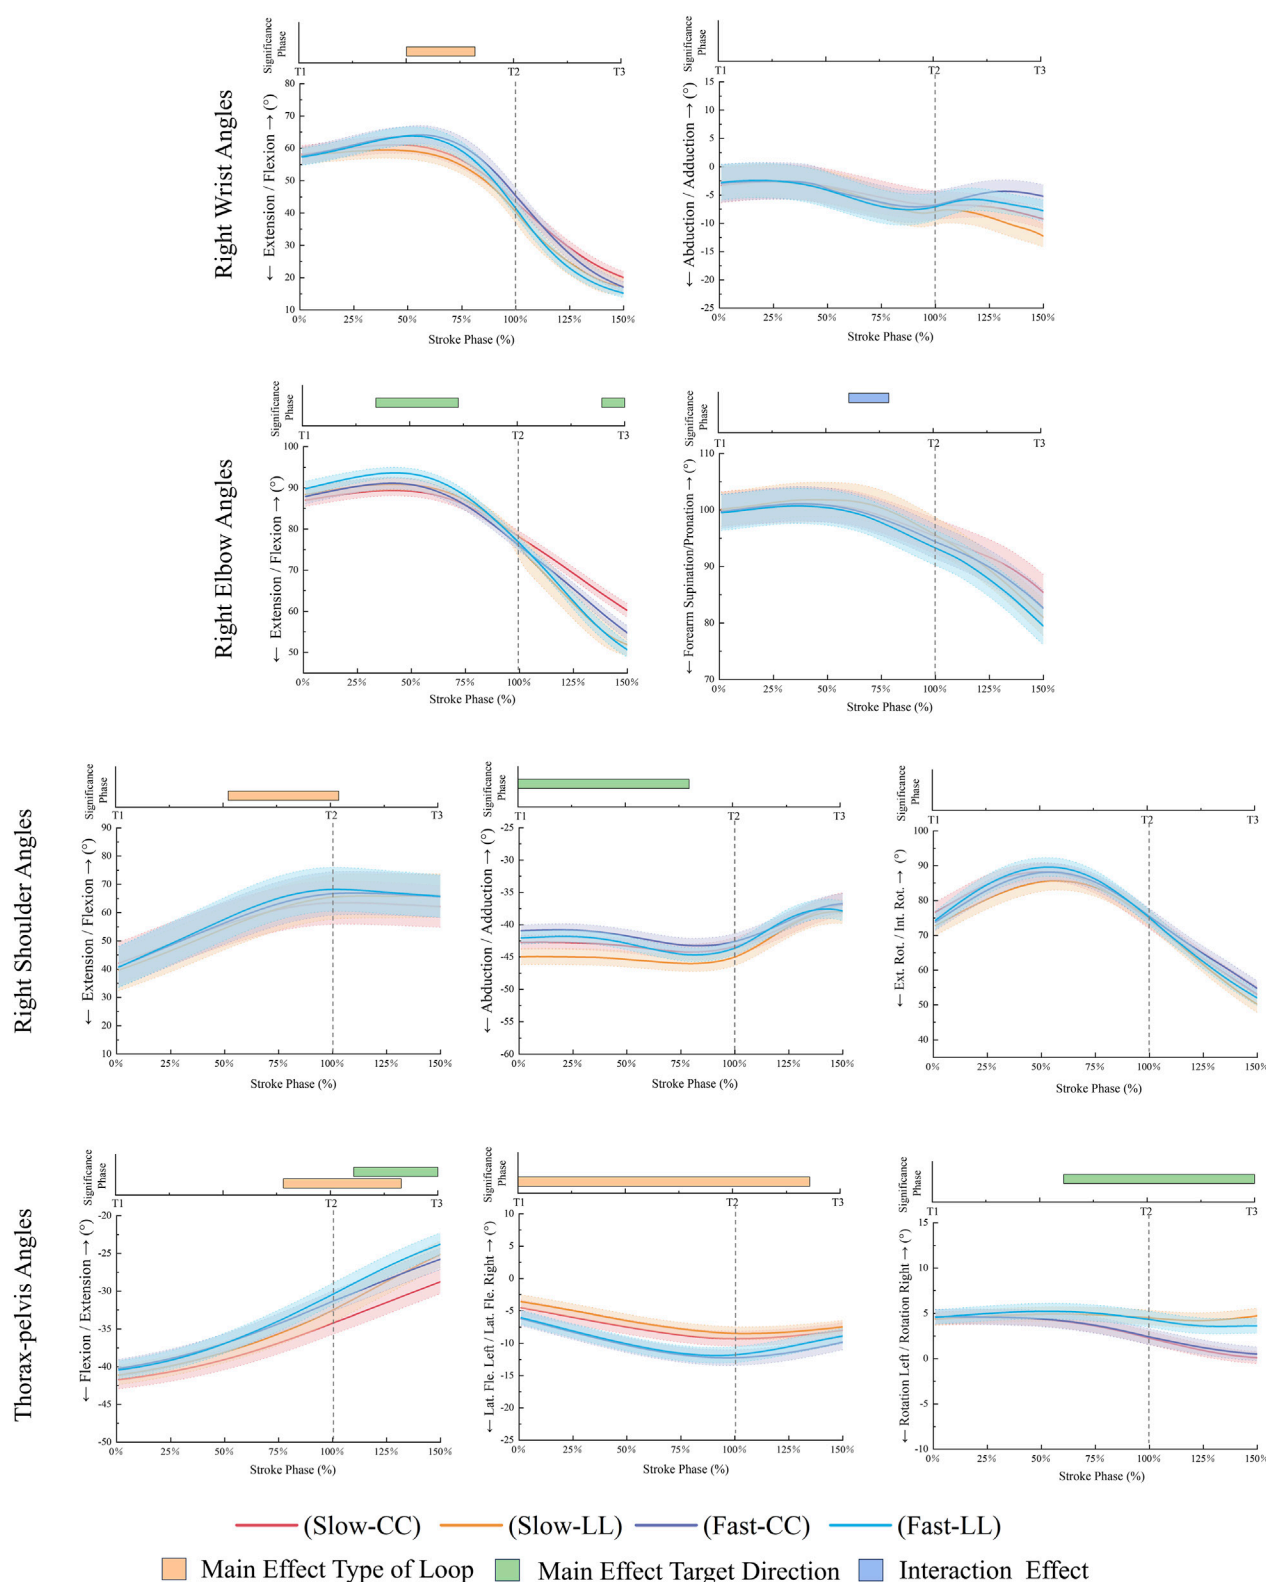 Right Wrist Angles
Significance
Phase
T1
T2
T3
← Extension / Flexion → (°)
80
70
60
50
40
30
20
10
0%
25%
50%
75%
100%
125%
150%
Stroke Phase (%)
Significance
Phase
T1
T2
T3
← Abduction / Adduction → (°)
15
10
5
0
-5
-10
-15
-20
-25
0%
25%
50%
75%
100%
125%
150%
Stroke Phase (%)
Right Elbow Angles
Significance
Phase
T1
T2
T3
← Extension / Flexion → (°)
100
90
80
70
60
50
0%
25%
50%
75%
100%
125%
150%
Stroke Phase (%)
Significance
Phase
T1
T2
T3
← Forearm Supination/Pronation → (°)
110
100
90
80
70
0%
25%
50%
75%
100%
125%
150%
Stroke Phase (%)
Right Shoulder Angles
Significance
Phase
T1
T2
T3
← Extension / Flexion → (°)
90
80
70
60
50
40
30
20
10
0%
25%
50%
75%
100%
125%
150%
Stroke Phase (%)
Significance
Phase
T1
T2
T3
← Abduction / Adduction → (°)
-25
-30
-35
-40
-45
-50
-55
-60
0%
25%
50%
75%
100%
125%
150%
Stroke Phase (%)
Significance
Phase
T1
T2
T3
← Ext. Rot. / Int. Rot. → (°)
100
90
80
70
60
50
40
0%
25%
50%
75%
100%
125%
150%
Stroke Phase (%)
Thorax-pelvis Angles
Significance
Phase
T1
T2
T3
← Flexion / Extension → (°)
-20
-25
-30
-35
-40
-45
-50
0%
25%
50%
75%
100%
125%
150%
Stroke Phase (%)
Significance
Phase
T1
T2
T3
← Lat. Fle. Left / Lat. Fle. Right → (°)
10
5
0
-5
-10
-15
-20
-25
0%
25%
50%
75%
100%
125%
150%
Stroke Phase (%)
Significance
Phase
T1
T2
T3
← Rotation Left / Rotation Right → (°)
15
10
5
0
-5
-10
0%
25%
50%
75%
100%
125%
150%
Stroke Phase (%)
(Slow-CC) (Slow-LL) (Fast-CC) (Fast-LL)
Main Effect Type of Loop Main Effect Target Direction Interaction Effect